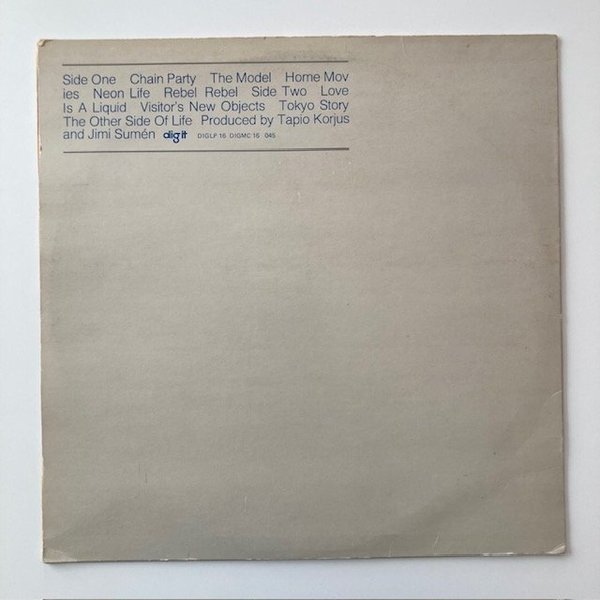 Side One Chain Party The Model Home Mov
ies Neon Life Rebel Rebel Side Two Love
Is A Liquid Visitor's New Objects Tokyo Story
The Other Side Of Life Produced by Tapio Korjus
and Jimi Sumén dig it DIGLP 16 DIGMC 16 045